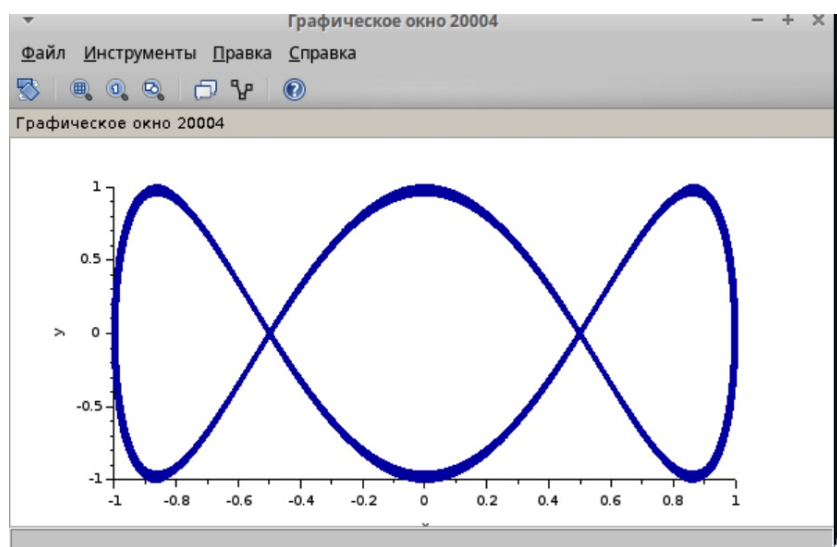 Графическое окно 20004
Файл Инструменты Правка Справка
Графическое окно 20004
1
0.5
y 0
-0.5
-1
-1 -0.8 -0.6 -0.4 -0.2 0 0.2 0.4 0.6 0.8 1